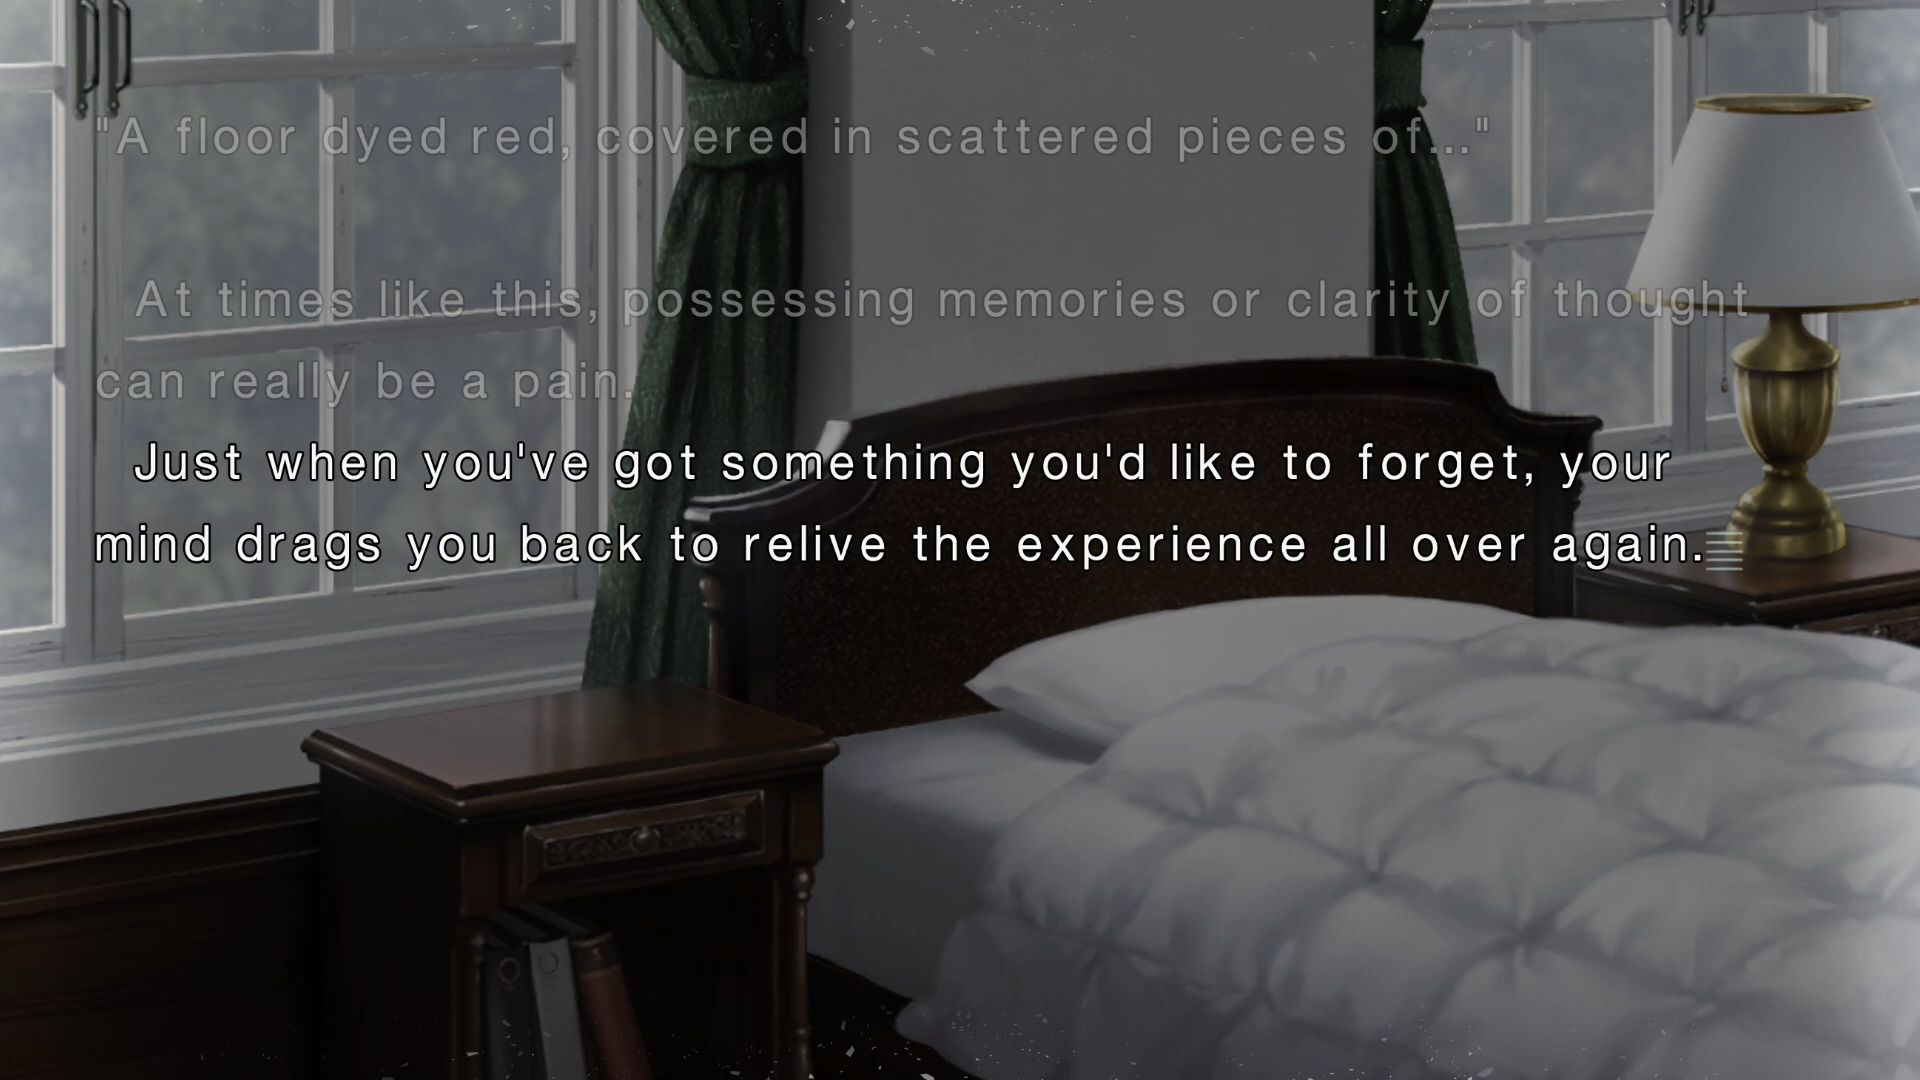 "A floor dyed red, covered in scattered pieces of..."
At times like this, possessing memories or clarity of thought
can really be a pain.
Just when you've got something you'd like to forget, your
mind drags you back to relive the experience all over again.